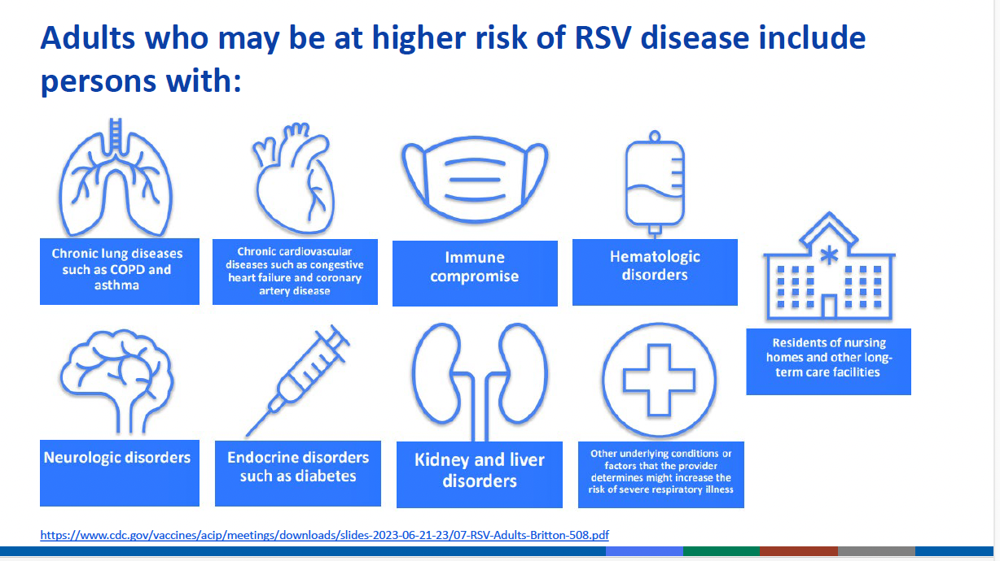 Adults who may be at higher risk of RSV disease include
persons with:
Chronic lung diseases
such as COPD and
asthma
Chronic cardiovascular
diseases such as congestive
heart failure and coronary
artery disease
Immune
compromise
Hematologic
disorders
Residents of nursing
homes and other long-
term care facilities
Neurologic disorders
Endocrine disorders
such as diabetes
Kidney and liver
disorders
Other underlying conditions or
factors that the provider
determines might increase the
risk of severe respiratory illness
https://www.cdc.gov/vaccines/acip/meetings/downloads/slides-2023-06-21-23/07-RSV-Adults-Britton-508.pdf